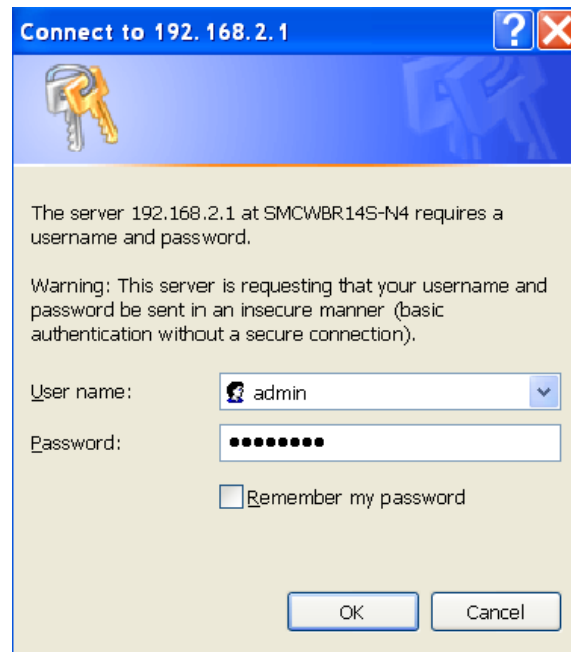 Connect to 192.168.2.1
The server 192.168.2.1 at SMCWBR14S-N4 requires a
username and password.
Warning: This server is requesting that your username and
password be sent in an insecure manner (basic
authentication without a secure connection).
User name:
admin
Password:
••••••••
Remember my password
OK
Cancel